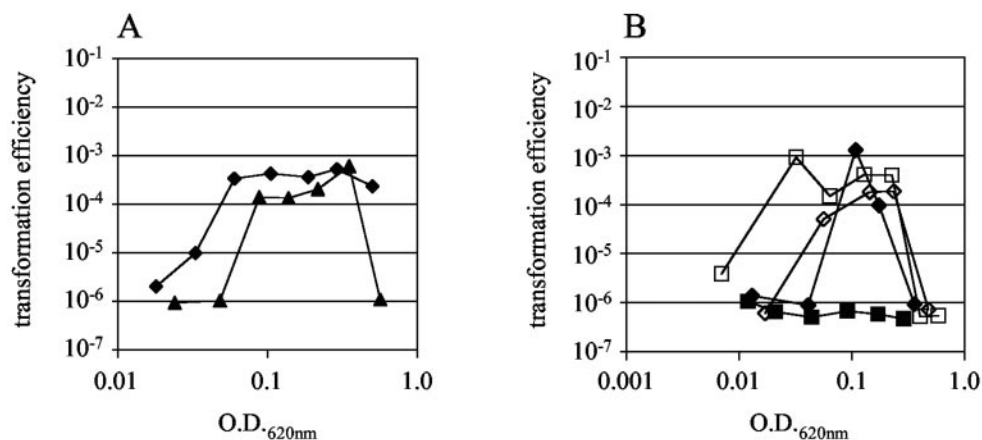 A
transformation efficiency
10⁻¹
10⁻²
10⁻³
10⁻⁴
10⁻⁵
10⁻⁶
10⁻⁷
0.01 0.1 1.0
O.D.620nm
B
transformation efficiency
10⁻¹
10⁻²
10⁻³
10⁻⁴
10⁻⁵
10⁻⁶
10⁻⁷
0.001 0.01 0.1 1.0
O.D.620nm